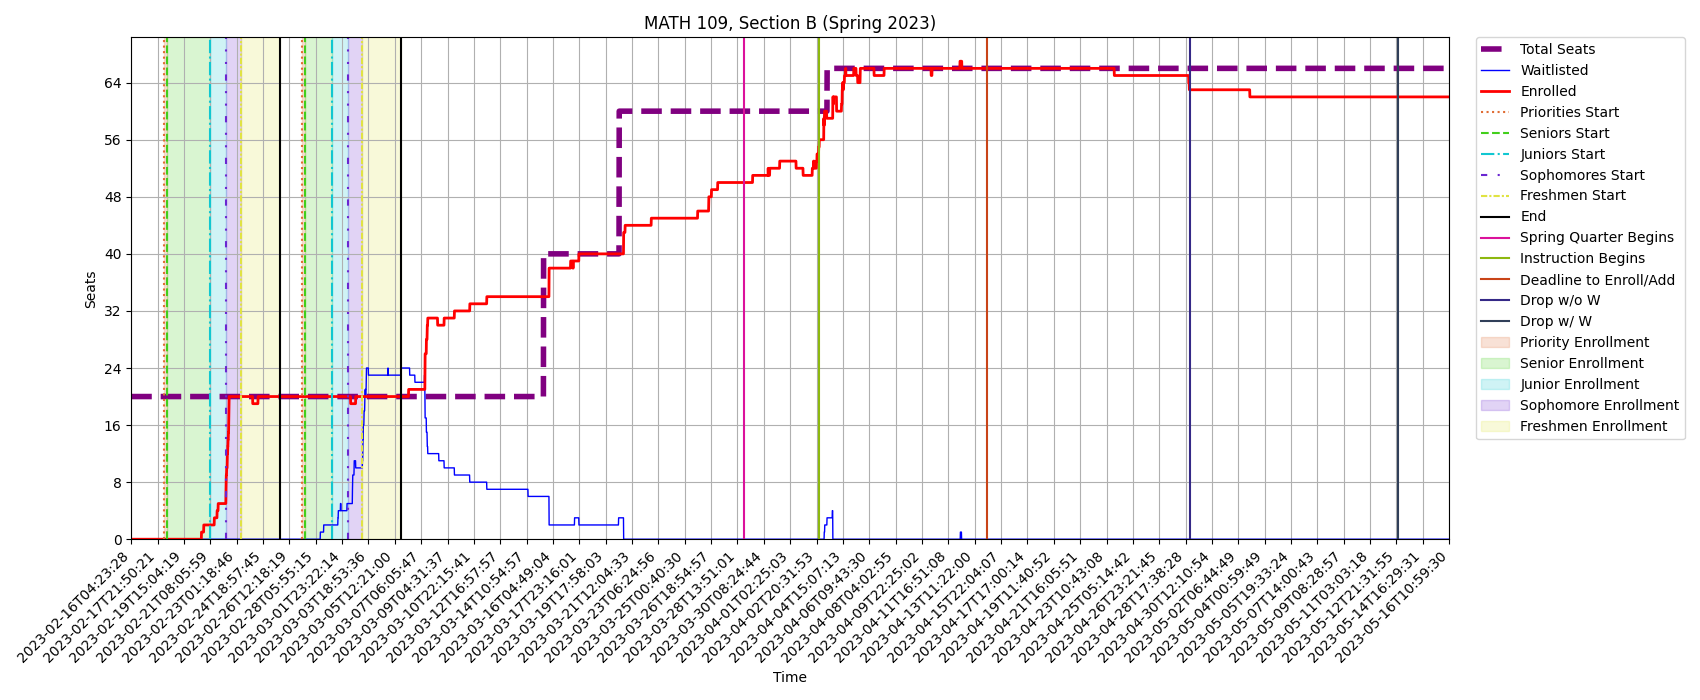 MATH 109, Section B (Spring 2023)
Seats
64
56
48
40
32
24
16
8
0
2023-02-16T04:23:28
2023-02-17T21:50:21
2023-02-19T15:04:19
2023-02-21T08:05:59
2023-02-23T01:18:46
2023-02-24T18:57:45
2023-02-26T12:18:19
2023-02-28T05:55:15
2023-03-01T23:22:14
2023-03-03T18:53:36
2023-03-05T12:21:00
2023-03-07T06:05:47
2023-03-09T04:31:37
2023-03-10T22:15:41
2023-03-12T16:57:57
2023-03-14T10:54:57
2023-03-16T04:49:04
2023-03-17T23:16:01
2023-03-19T17:58:03
2023-03-21T12:04:33
2023-03-23T06:24:56
2023-03-25T00:40:30
2023-03-26T18:54:57
2023-03-28T13:51:01
2023-03-30T08:24:44
2023-04-01T02:25:03
2023-04-02T20:31:53
2023-04-04T15:07:13
2023-04-06T09:43:30
2023-04-08T04:02:55
2023-04-09T22:25:02
2023-04-11T16:51:08
2023-04-13T11:22:00
2023-04-15T22:04:07
2023-04-17T17:00:14
2023-04-19T11:40:52
2023-04-21T16:05:51
2023-04-23T10:43:08
2023-04-25T05:14:42
2023-04-26T23:21:45
2023-04-28T17:38:28
2023-04-30T12:10:54
2023-05-02T06:44:49
2023-05-04T00:59:49
2023-05-05T19:33:24
2023-05-07T14:00:43
2023-05-09T08:28:57
2023-05-11T03:03:18
2023-05-12T21:31:55
2023-05-14T16:29:31
2023-05-16T10:59:30
Time
Total Seats
Waitlisted
Enrolled
Priorities Start
Seniors Start
Juniors Start
Sophomores Start
Freshmen Start
End
Spring Quarter Begins
Instruction Begins
Deadline to Enroll/Add
Drop w/o W
Drop w/ W
Priority Enrollment
Senior Enrollment
Junior Enrollment
Sophomore Enrollment
Freshmen Enrollment